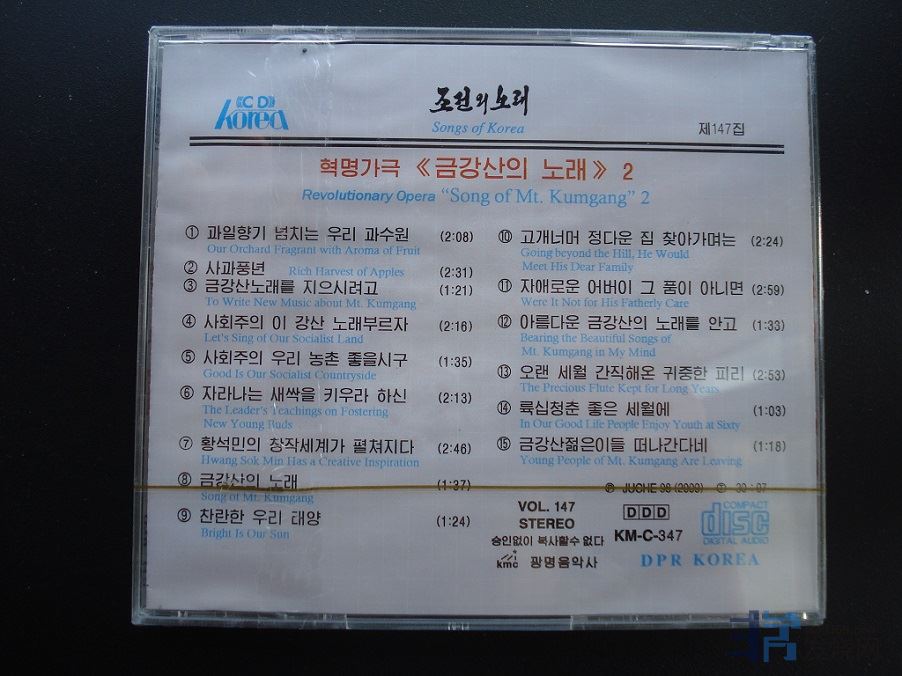 CD
Korea
조선의 노래
Songs of Korea
제147집
혁명가극 《금강산의 노래》 2
Revolutionary Opera “Song of Mt. Kumgang” 2
① 과일향기 넘치는 우리 과수원 (2:08)
Our Orchard Fragrant with Aroma of Fruit
② 사과풍년 Rich Harvest of Apples (2:31)
③ 금강산노래를 지으시려고 (1:21)
To Write New Music about Mt. Kumgang
④ 사회주의 이 강산 노래부르자 (2:16)
Let's Sing of Our Socialist Land
⑤ 사회주의 우리 농촌 좋을시구 (1:35)
Good Is Our Socialist Countryside
⑥ 자라나는 새싹을 키우라 하신 (2:13)
The Leader's Teachings on Fostering
New Young Buds
⑦ 황석민의 창작세계가 펼쳐지다 (2:46)
Hwang Sok Min Has a Creative Inspiration
⑧ 금강산의 노래 (1:37)
Song of Mt. Kumgang
⑨ 찬란한 우리 태양 (1:24)
Bright Is Our Sun
⑩ 고개너머 정다운 집 찾아가며는 (2:24)
Going beyond the Hill, He Would
Meet His Dear Family
⑪ 자애로운 어버이 그 품이 아니면 (2:59)
Were It Not for His Fatherly Care
⑫ 아름다운 금강산의 노래를 안고 (1:33)
Bearing the Beautiful Songs of
Mt. Kumgang in My Mind
⑬ 오랜 세월 간직해온 귀중한 피리 (2:53)
The Precious Flute Kept for Long Years
⑭ 륙십청춘 좋은 세월에 (1:03)
In Our Good Life People Enjoy Youth at Sixty
⑮ 금강산젊은이들 떠나간다네 (1:18)
Young People of Mt. Kumgang Are Leaving
Ⓟ JUCHE 98 (2009)
VOL. 147
STEREO
승인없이 복사할수 없다
kmc 광명음악사
DDD
KM-C-347
COMPACT
disc
DIGITAL AUDIO
DPR KOREA